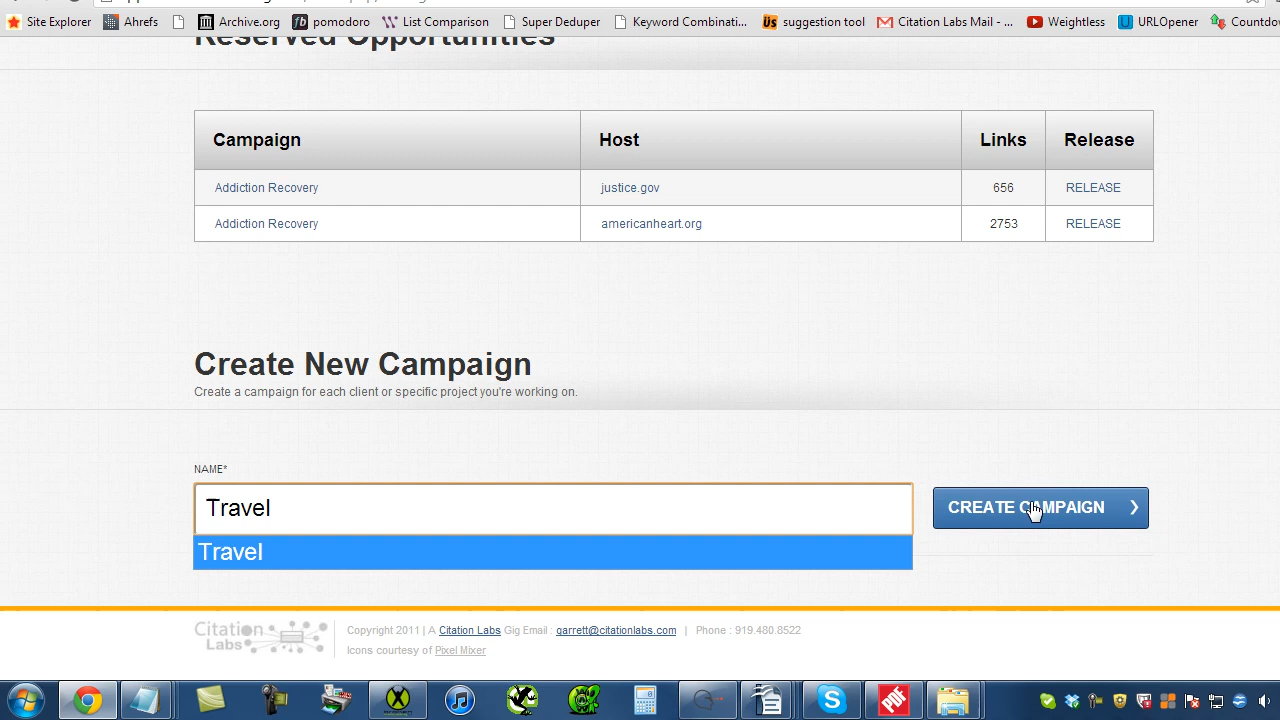 Site Explorer Ahrefs Archive.org pomodoro List Comparison Super Deduper Keyword Combinati... suggestion tool Citation Labs Mail - ... Weightless URLOpener Countdo
Reserved Opportunities
Campaign Host Links Release
Addiction Recovery justice.gov 656 RELEASE
Addiction Recovery americanheart.org 2753 RELEASE
Create New Campaign
Create a campaign for each client or specific project you're working on.
NAME*
Travel CREATE CAMPAIGN
Travel
Citation Labs
Copyright 2011 | A Citation Labs Gig Email : garrett@citationlabs.com | Phone : 919.480.8522
Icons courtesy of Pixel Mixer